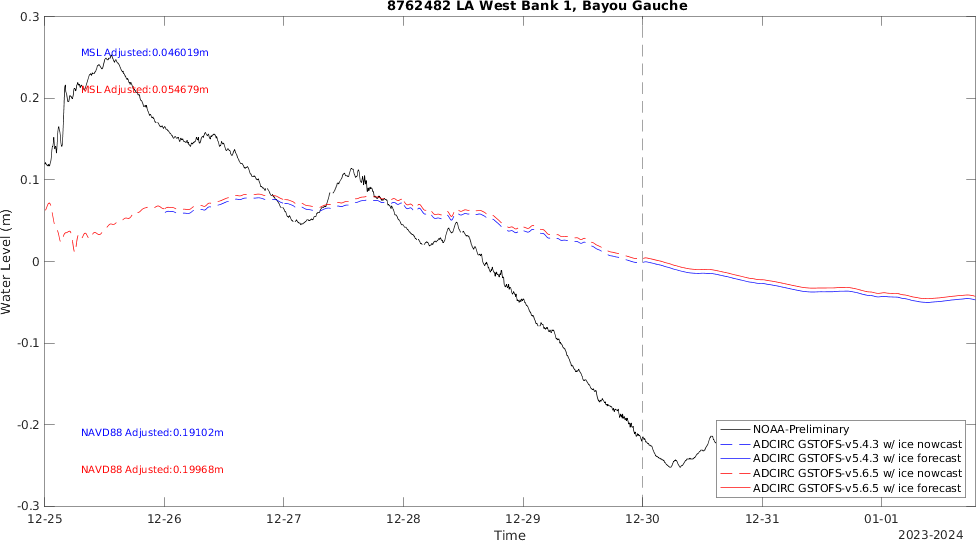 8762482 LA West Bank 1, Bayou Gauche
0.3
0.2
0.1
0
-0.1
-0.2
-0.3
Water Level (m)
MSL Adjusted:0.046019m
MSL Adjusted:0.054679m
NAVD88 Adjusted:0.19102m
NAVD88 Adjusted:0.19968m
NOAA-Preliminary
ADCIRC GSTOFS-v5.4.3 w/ ice nowcast
ADCIRC GSTOFS-v5.4.3 w/ ice forecast
ADCIRC GSTOFS-v5.6.5 w/ ice nowcast
ADCIRC GSTOFS-v5.6.5 w/ ice forecast
12-25 12-26 12-27 12-28 12-29 12-30 12-31 01-01
Time
2023-2024